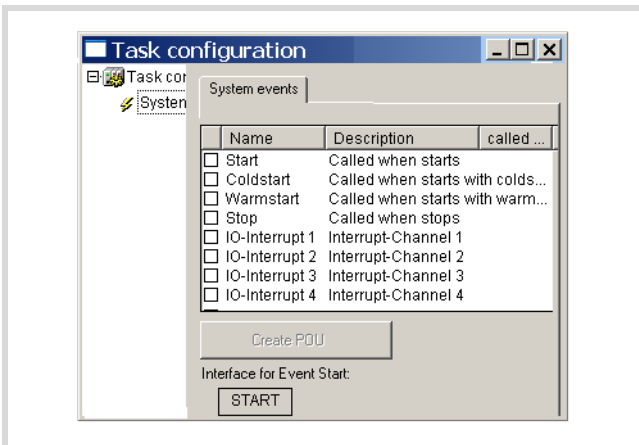 Task configuration
Task cor
System
System events
Name Description called ...
Start Called when starts
Coldstart Called when starts with colds...
Warmstart Called when starts with warm...
Stop Called when stops
IO-Interrupt 1 Interrupt-Channel 1
IO-Interrupt 2 Interrupt-Channel 2
IO-Interrupt 3 Interrupt-Channel 3
IO-Interrupt 4 Interrupt-Channel 4
Create POU
Interface for Event Start:
START